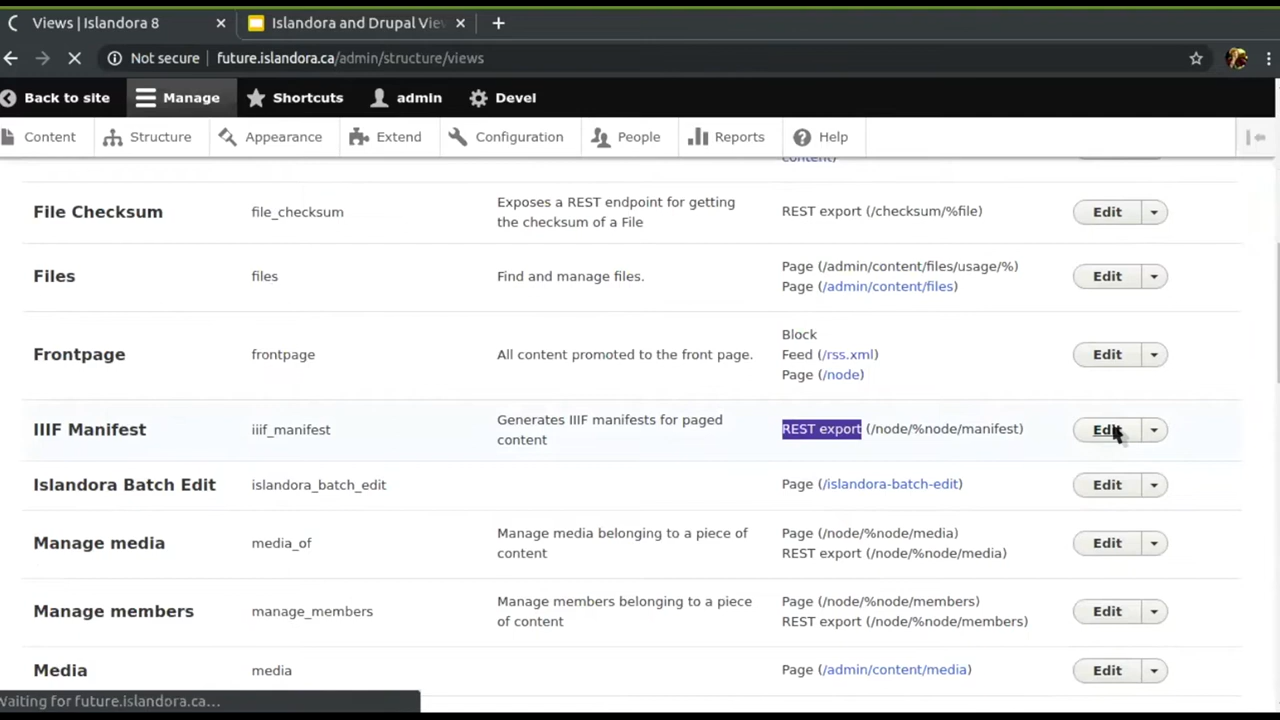 Views | Islandora 8
Islandora and Drupal Vie
Not secure future.islandora.ca/admin/structure/views
Back to site Manage Shortcuts admin Devel
Content Structure Appearance Extend Configuration People Reports Help
content)
File Checksum file_checksum Exposes a REST endpoint for getting the checksum of a File REST export (/checksum/%file) Edit
Files files Find and manage files. Page (/admin/content/files/usage/%) Page (/admin/content/files) Edit
Frontpage frontpage All content promoted to the front page. Block Feed (/rss.xml) Page (/node) Edit
IIIF Manifest iiif_manifest Generates IIIF manifests for paged content REST export (/node/%node/manifest) Edit
Islandora Batch Edit islandora_batch_edit Page (/islandora-batch-edit) Edit
Manage media media_of Manage media belonging to a piece of content Page (/node/%node/media) REST export (/node/%node/media) Edit
Manage members manage_members Manage members belonging to a piece of content Page (/node/%node/members) REST export (/node/%node/members) Edit
Media media Page (/admin/content/media) Edit
Waiting for future.islandora.ca...